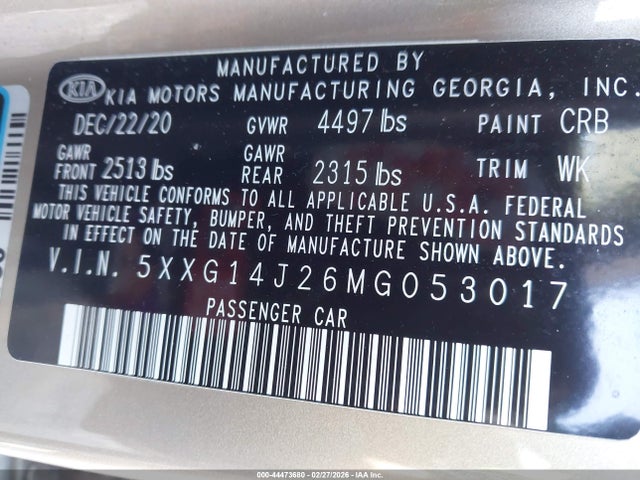 MANUFACTURED BY
KIA KIA MOTORS MANUFACTURING GEORGIA, INC.
DEC/22/20 GVWR 4497 lbs PAINT CRB
GAWR FRONT 2513 lbs GAWR REAR 2315 lbs TRIM WK
THIS VEHICLE CONFORMS TO ALL APPLICABLE U.S.A. FEDERAL
MOTOR VEHICLE SAFETY, BUMPER, AND THEFT PREVENTION STANDARDS
IN EFFECT ON THE DATE OF MANUFACTURE SHOWN ABOVE.
V.I.N. 5XXG14J26MG053017
PASSENGER CAR
000-44473680 - 02/27/2026 - IAA Inc.